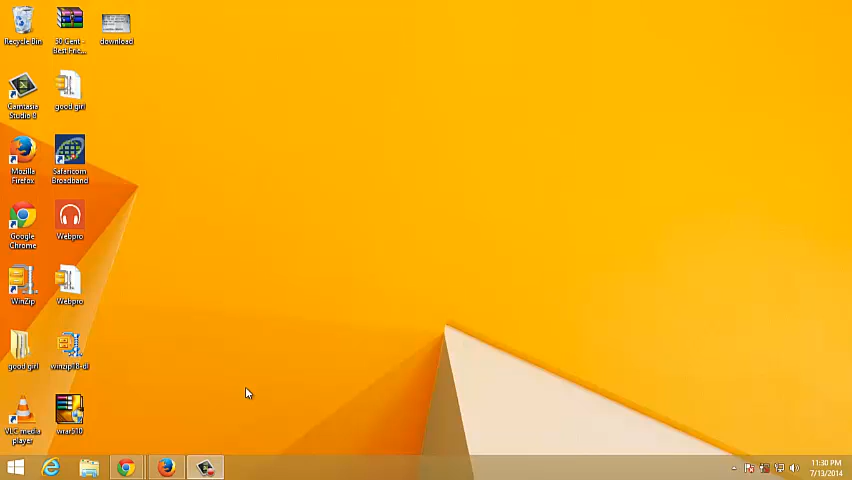 Recycle Bin
50 Cent -
Best Fric...
download
Camtasia
Studio 8
good girl
Mozilla
Firefox
Safaricom
Broadband
Google
Chrome
Webpro
WinZip
Webpro
good girl
winzip18-dl
VLC media
player
wrar510
11:30 PM
7/13/2014